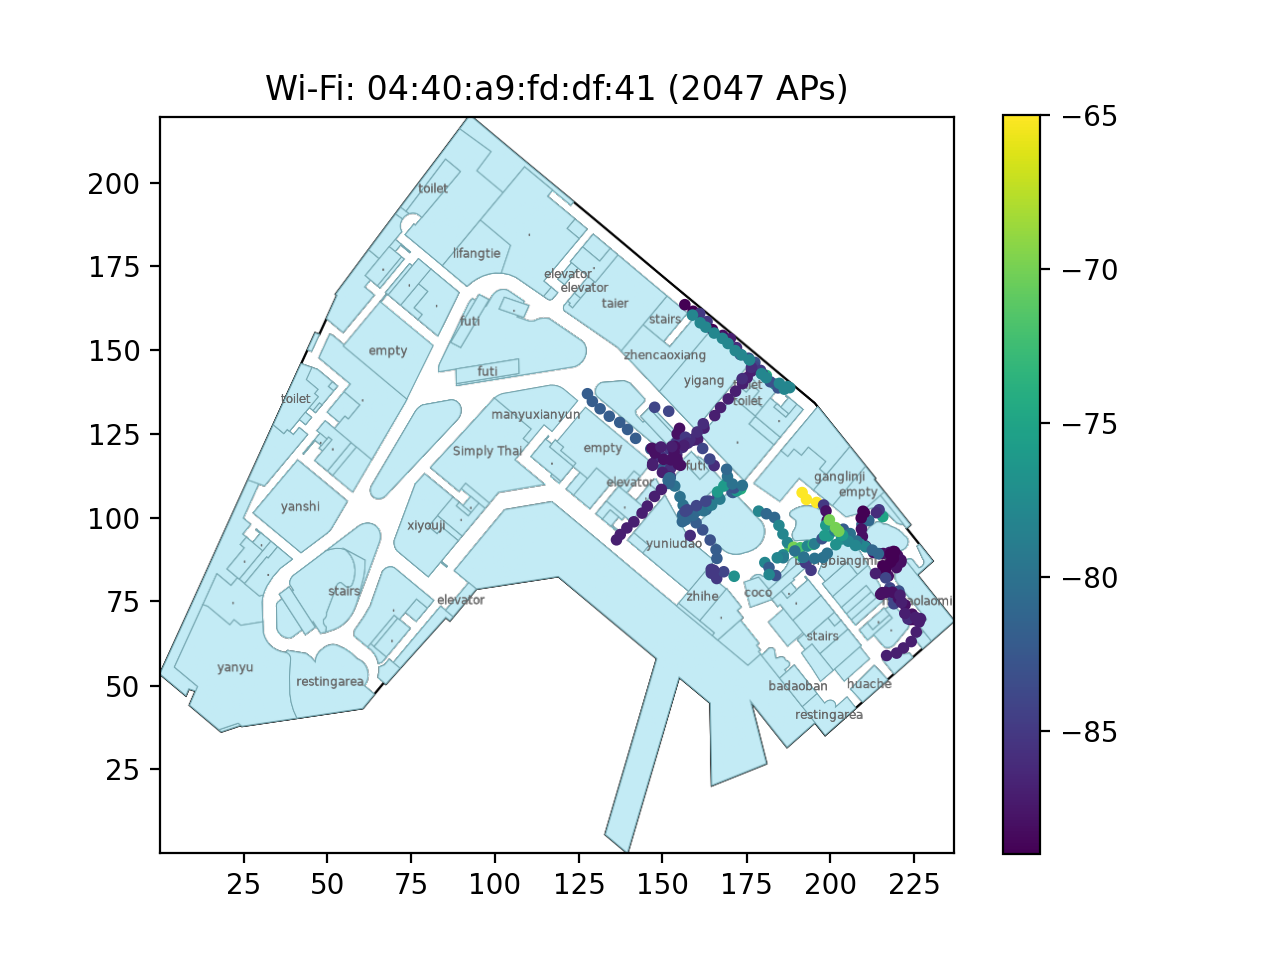 Wi-Fi: 04:40:a9:fd:df:41 (2047 APs)
−65
toilet
200
lifangtie
elevator
175
elevator
−70
taier
futi
stairs
150
empty
zhencaoxiang
futi
yigang
toilet
toilet
manyuxianyun
−75
125
Simply Thai
empty
futi
ganglinji
elevator
empty
yanshi
100
xiyouji
yuniudao
−80
stairs
elevator
zhihe
coco
75
stairs
yanyu
restingarea
badaoban
huache
50
restingarea
−85
25
25
50
75
100
125
150
175
200
225